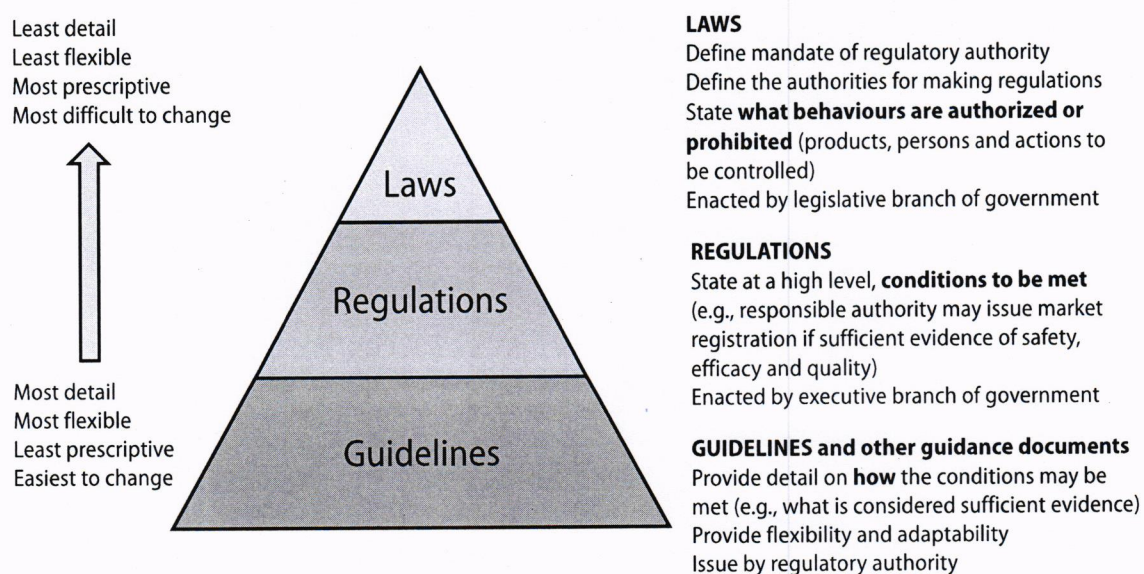 Least detail
Least flexible
Most prescriptive
Most difficult to change
Laws
Regulations
Guidelines
Most detail
Most flexible
Least prescriptive
Easiest to change
LAWS
Define mandate of regulatory authority
Define the authorities for making regulations
State what behaviours are authorized or
prohibited (products, persons and actions to
be controlled)
Enacted by legislative branch of government
REGULATIONS
State at a high level, conditions to be met
(e.g., responsible authority may issue market
registration if sufficient evidence of safety,
efficacy and quality)
Enacted by executive branch of government
GUIDELINES and other guidance documents
Provide detail on how the conditions may be
met (e.g., what is considered sufficient evidence)
Provide flexibility and adaptability
Issue by regulatory authority